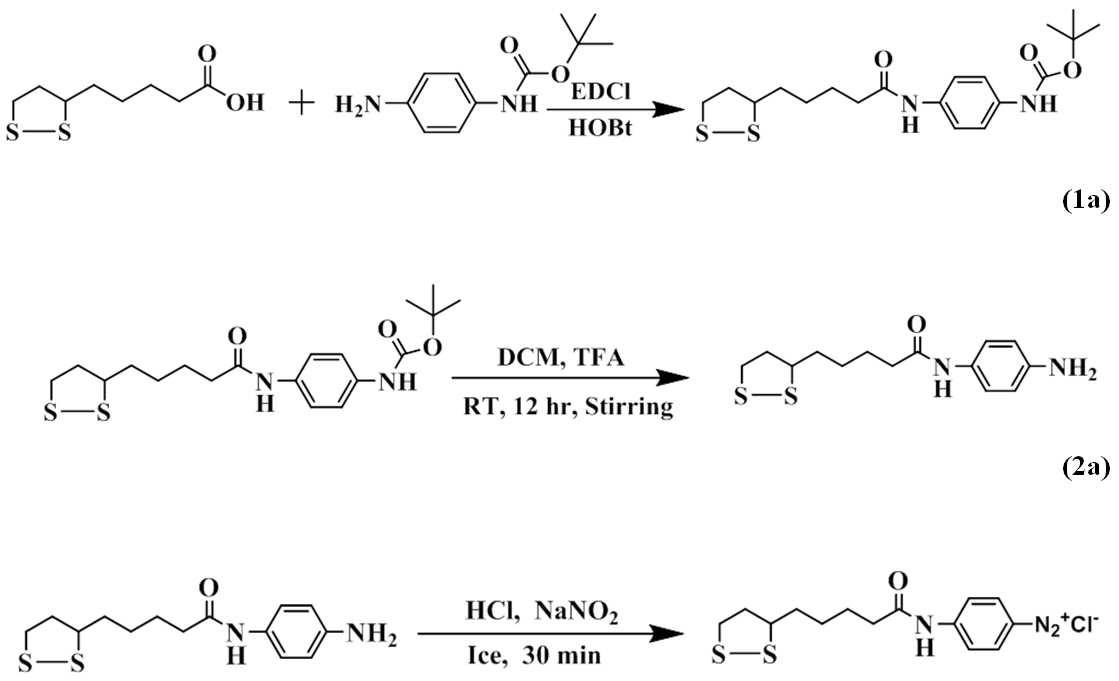 O
OH
S S
+
H₂N
O
O
NH
EDCl
HOBt
O
N
H
O
O
NH
S S
(1a)
O
N
H
O
O
NH
S S
DCM, TFA
RT, 12 hr, Stirring
O
N
H
NH₂
S S
(2a)
O
N
H
NH₂
S S
HCl, NaNO₂
Ice, 30 min
O
N
H
N₂⁺Cl⁻
S S